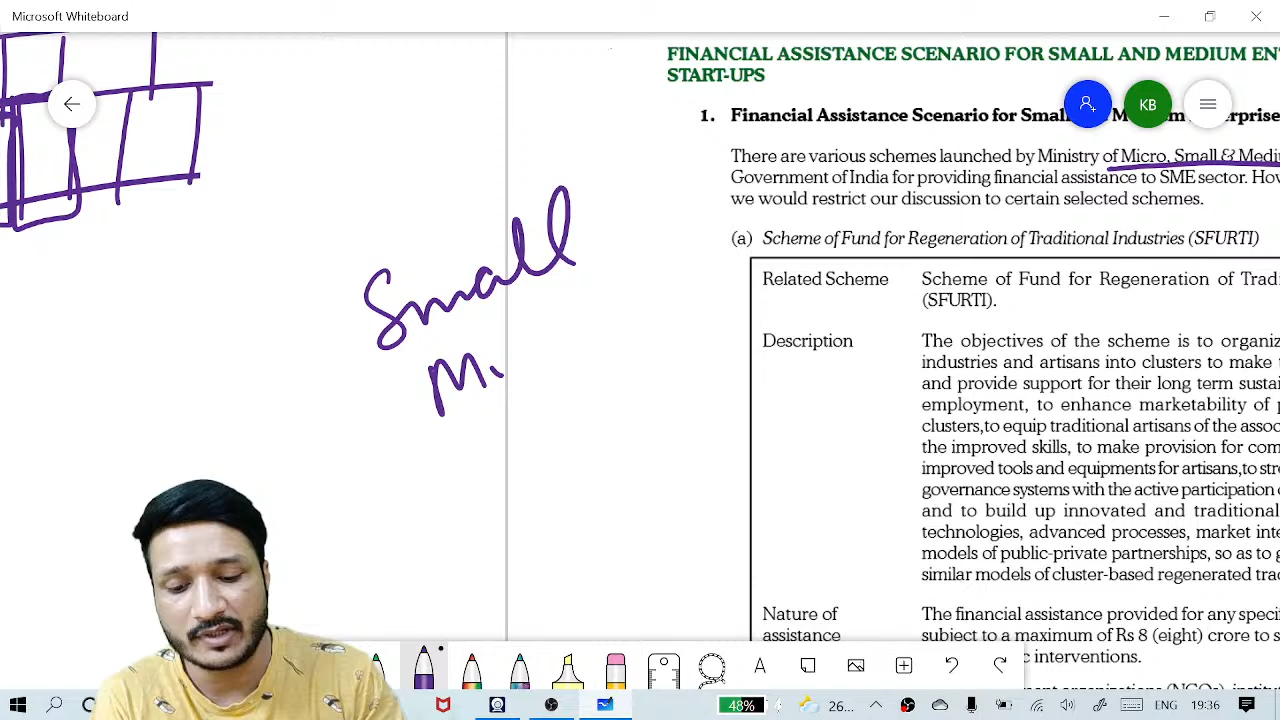 Microsoft Whiteboard
FINANCIAL ASSISTANCE SCENARIO FOR SMALL AND MEDIUM ENT
START-UPS
KB
1. Financial Assistance Scenario for Small M m erprise
There are various schemes launched by Ministry of Micro, Small & Mediu
Government of India for providing financial assistance to SME sector. How
we would restrict our discussion to certain selected schemes.
(a) Scheme of Fund for Regeneration of Traditional Industries (SFURTI)
Small
M
Related Scheme Scheme of Fund for Regeneration of Tradi
(SFURTI).
Description The objectives of the scheme is to organiz
industries and artisans into clusters to make t
and provide support for their long term sustai
employment, to enhance marketability of p
clusters,to equip traditional artisans of the assoc
the improved skills, to make provision for com
improved tools and equipments for artisans,to stre
governance systems with the active participation o
and to build up innovated and traditional
technologies, advanced processes, market inte
models of public-private partnerships, so as to g
similar models of cluster-based regenerated trad
Nature of The financial assistance provided for any speci
assistance subject to a maximum of Rs 8 (eight) crore to s
c interventions.
48% 26... ENG 19:36